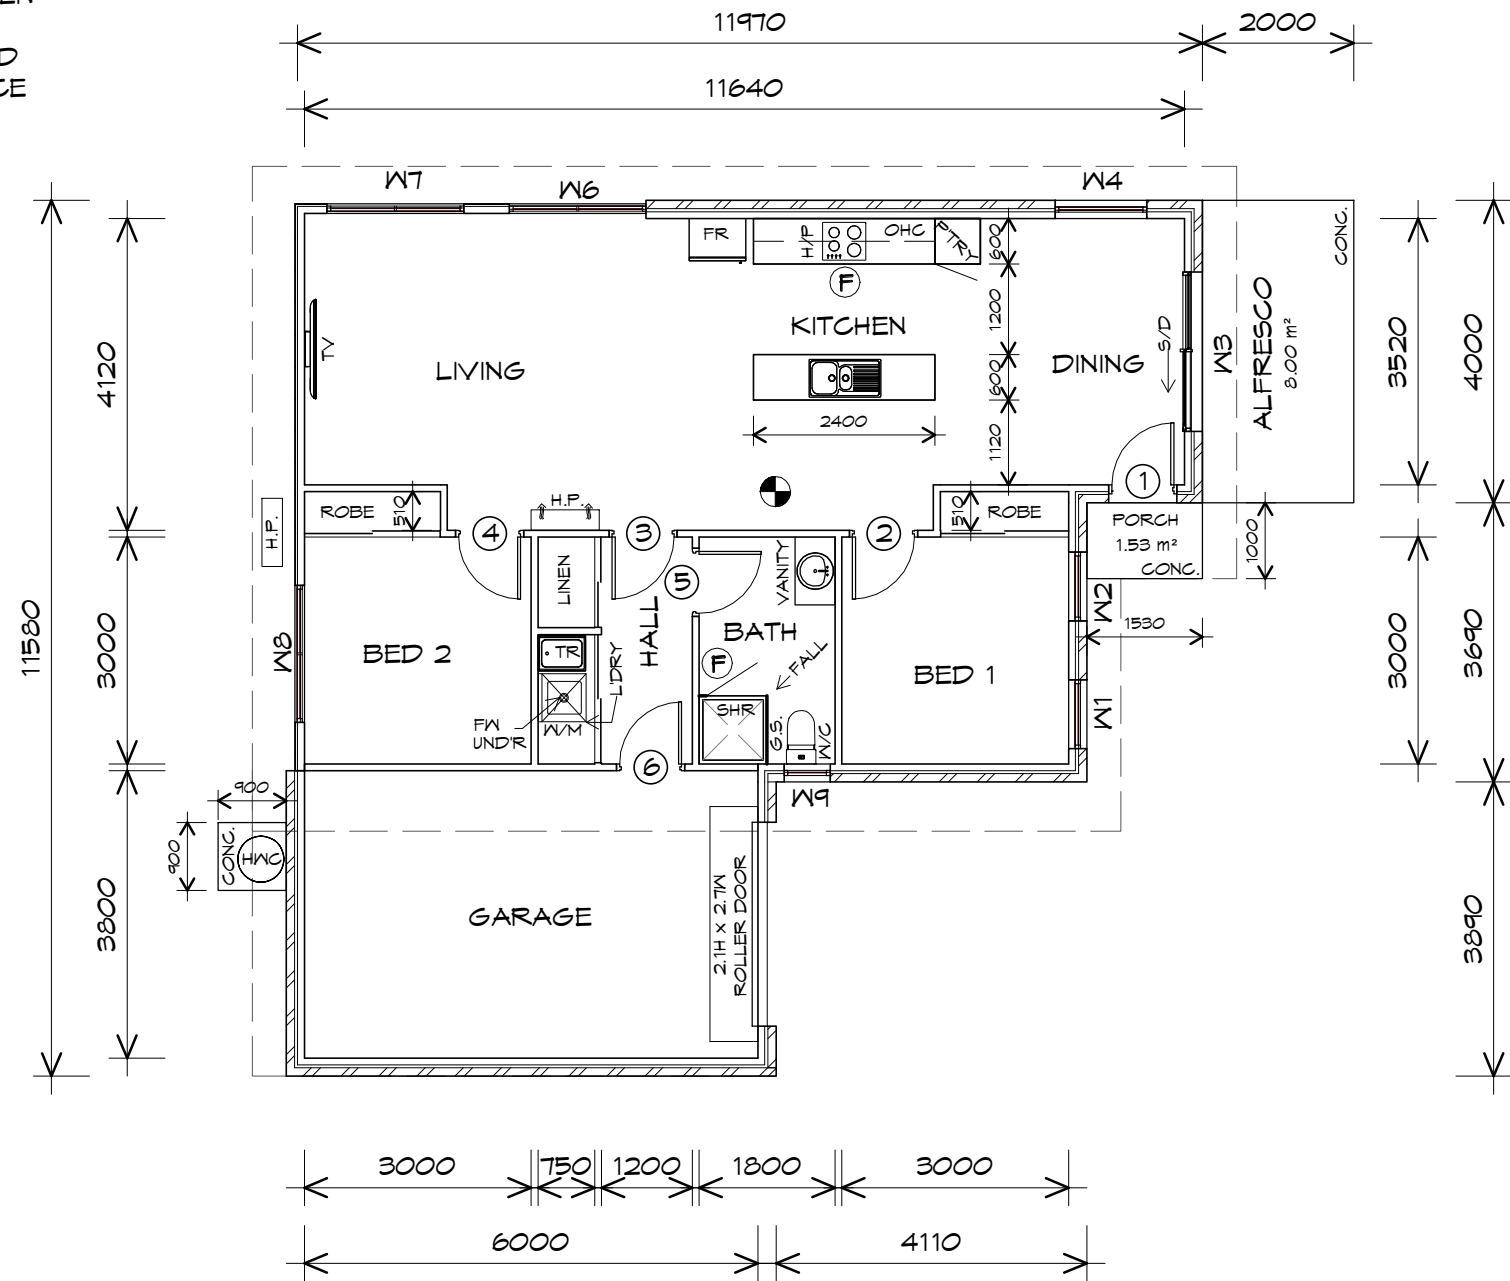 11970
2000
11640
W7
W6
W4
FR
H/P
OHC
P'TRY
600
CONC.
F
1200
KITCHEN
ALFRESCO
8.00 m²
S/D
W3
TV
LIVING
DINING
600
2400
1120
4120
3520
4000
1
ROBE
510
H.P.
H.P.
4
3
2
510
ROBE
PORCH
1.53 m²
CONC.
1000
LINEN
5
VANITY
W2
1530
11580
3000
W8
BED 2
HALL
BATH
F
FALL
BED 1
3000
3690
TR
L'DRY
FW
UND'R
W/M
SHR
G.S.
W/C
W1
6
W9
900
900
CONC.
HWC
3800
GARAGE
2.1H X 2.7W
ROLLER DOOR
3890
3000
750
1200
1800
3000
6000
4110